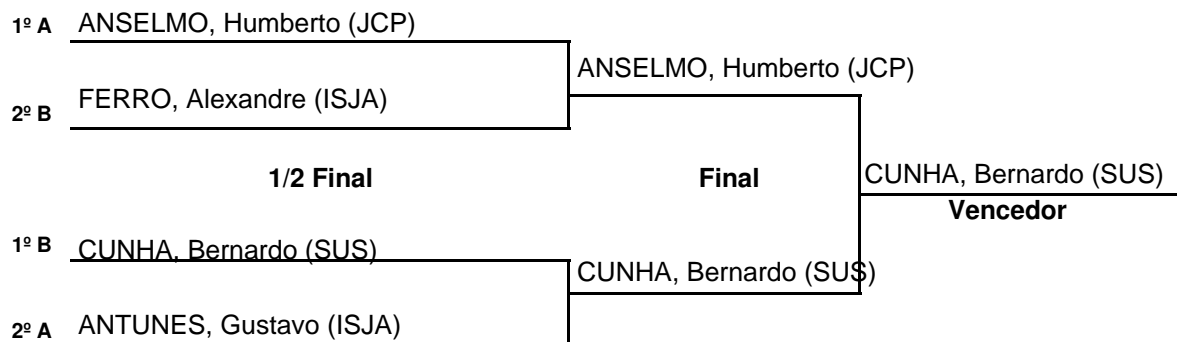 1º A ANSELMO, Humberto (JCP)
ANSELMO, Humberto (JCP)
2º B FERRO, Alexandre (ISJA)
1/2 Final Final CUNHA, Bernardo (SUS)
Vencedor
1º B CUNHA, Bernardo (SUS)
CUNHA, Bernardo (SUS)
2º A ANTUNES, Gustavo (ISJA)